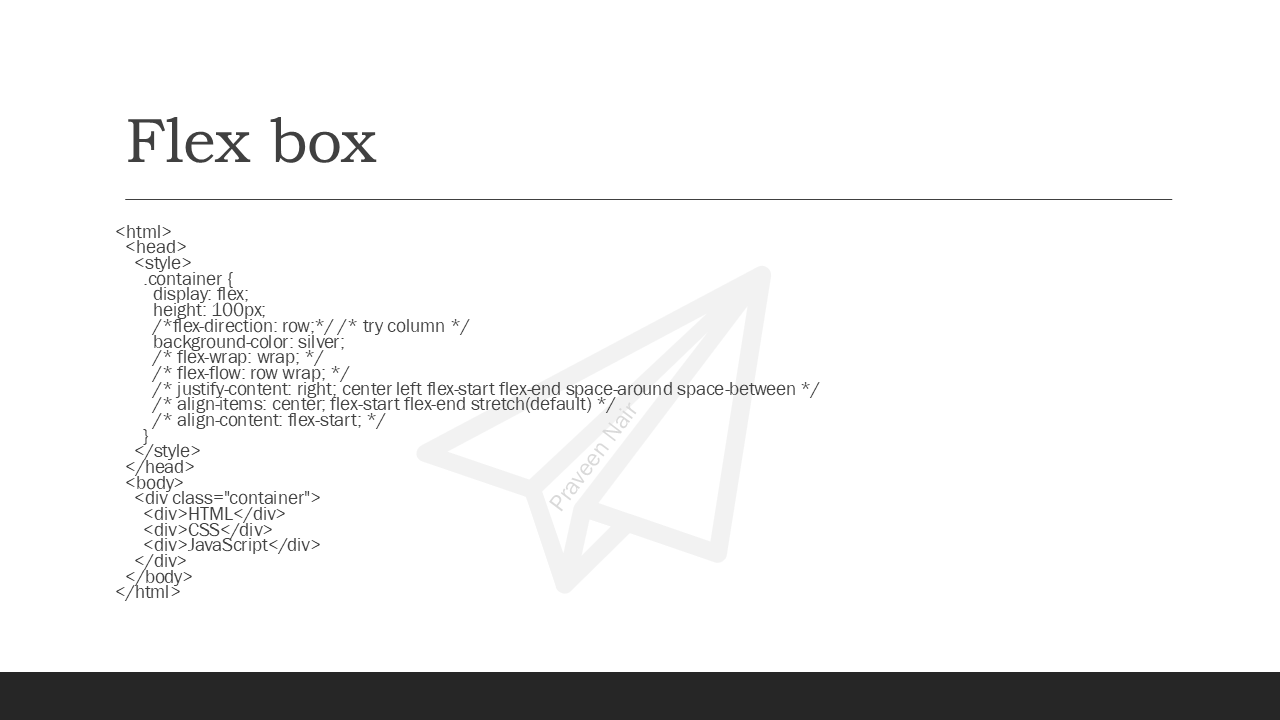 Flex box
<html>
<head>
<style>
.container {
display: flex;
height: 100px;
/*flex-direction: row;*/ /* try column */
background-color: silver;
/* flex-wrap: wrap; */
/* flex-flow: row wrap; */
/* justify-content: right; center left flex-start flex-end space-around space-between */
/* align-items: center; flex-start flex-end stretch(default) */
/* align-content: flex-start; */
}
</style>
</head>
<body>
<div class="container">
<div>HTML</div>
<div>CSS</div>
<div>JavaScript</div>
</div>
</body>
</html>
Praveen Nair